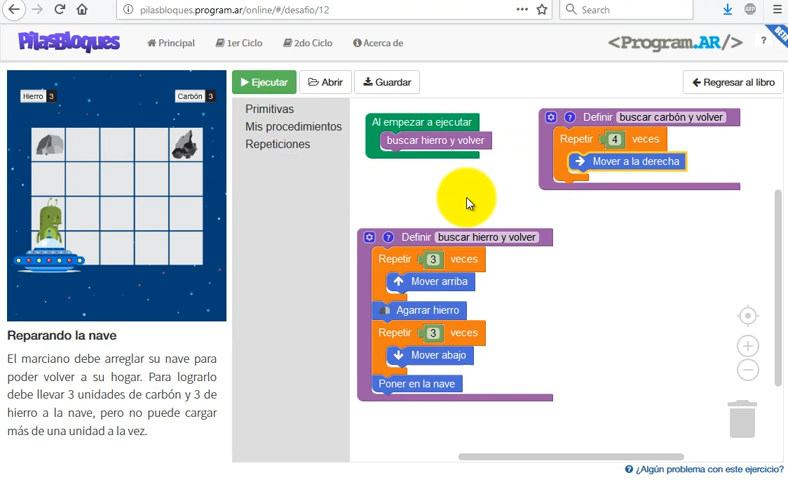 pilasbloques.program.ar/online/#/desafio/12
Search
PilasBloques
Principal
1er Ciclo
2do Ciclo
Acerca de
<Program.AR/>
?
BETA
Hierro 3
Carbón 3
Ejecutar
Abrir
Guardar
Regresar al libro
Primitivas
Mis procedimientos
Repeticiones
Al empezar a ejecutar
buscar hierro y volver
? Definir buscar carbón y volver
Repetir 4 veces
Mover a la derecha
? Definir buscar hierro y volver
Repetir 3 veces
Mover arriba
Agarrar hierro
Repetir 3 veces
Mover abajo
Poner en la nave
Reparando la nave
El marciano debe arreglar su nave para
poder volver a su hogar. Para lograrlo
debe llevar 3 unidades de carbón y 3 de
hierro a la nave, pero no puede cargar
más de una unidad a la vez.
? ¿Algún problema con este ejercicio?